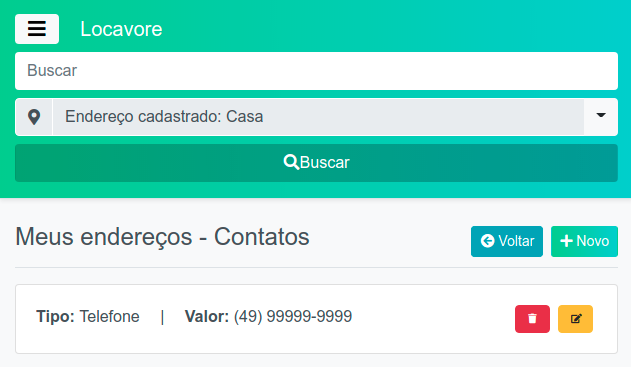 Locavore
Buscar
Endereço cadastrado: Casa
Buscar
Meus endereços - Contatos
Voltar
Novo
Tipo: Telefone | Valor: (49) 99999-9999